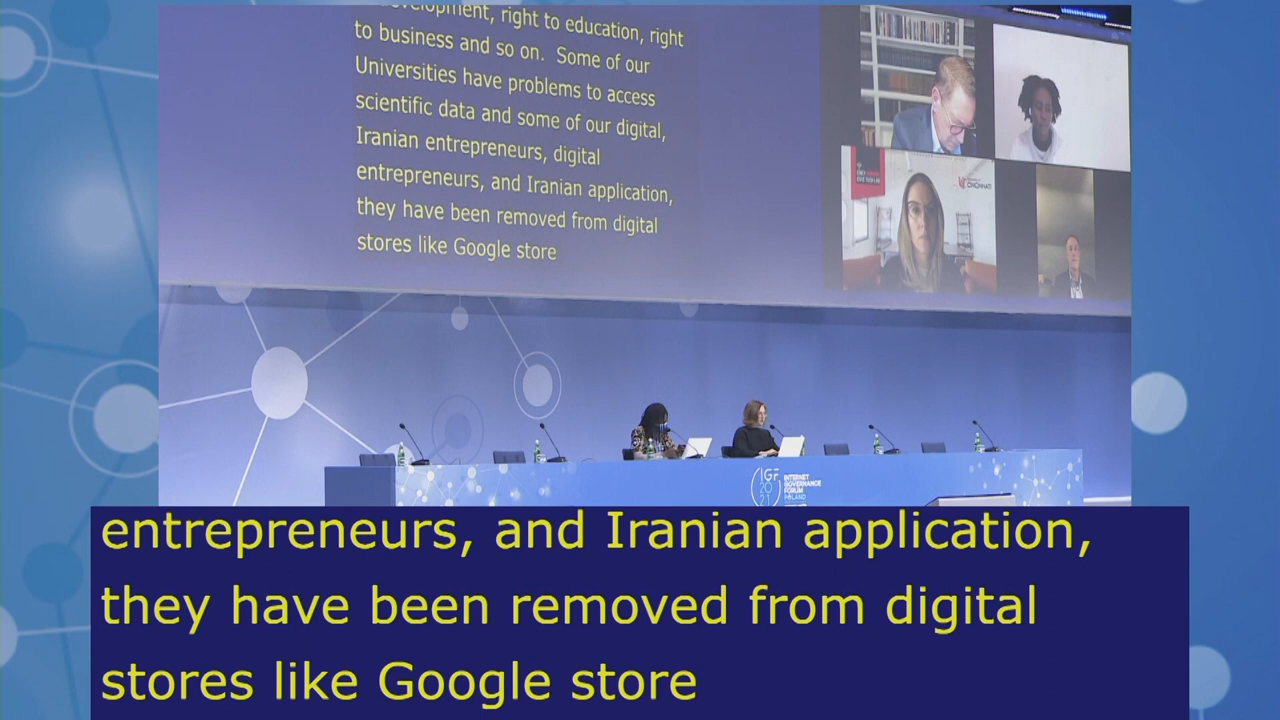 development, right to education, right
to business and so on. Some of our
Universities have problems to access
scientific data and some of our digital,
Iranian entrepreneurs, digital
entrepreneurs, and Iranian application,
they have been removed from digital
stores like Google store
CINCINNATI
IGF
2021
INTERNET
GOVERNANCE
FORUM
POLAND
entrepreneurs, and Iranian application,
they have been removed from digital
stores like Google store